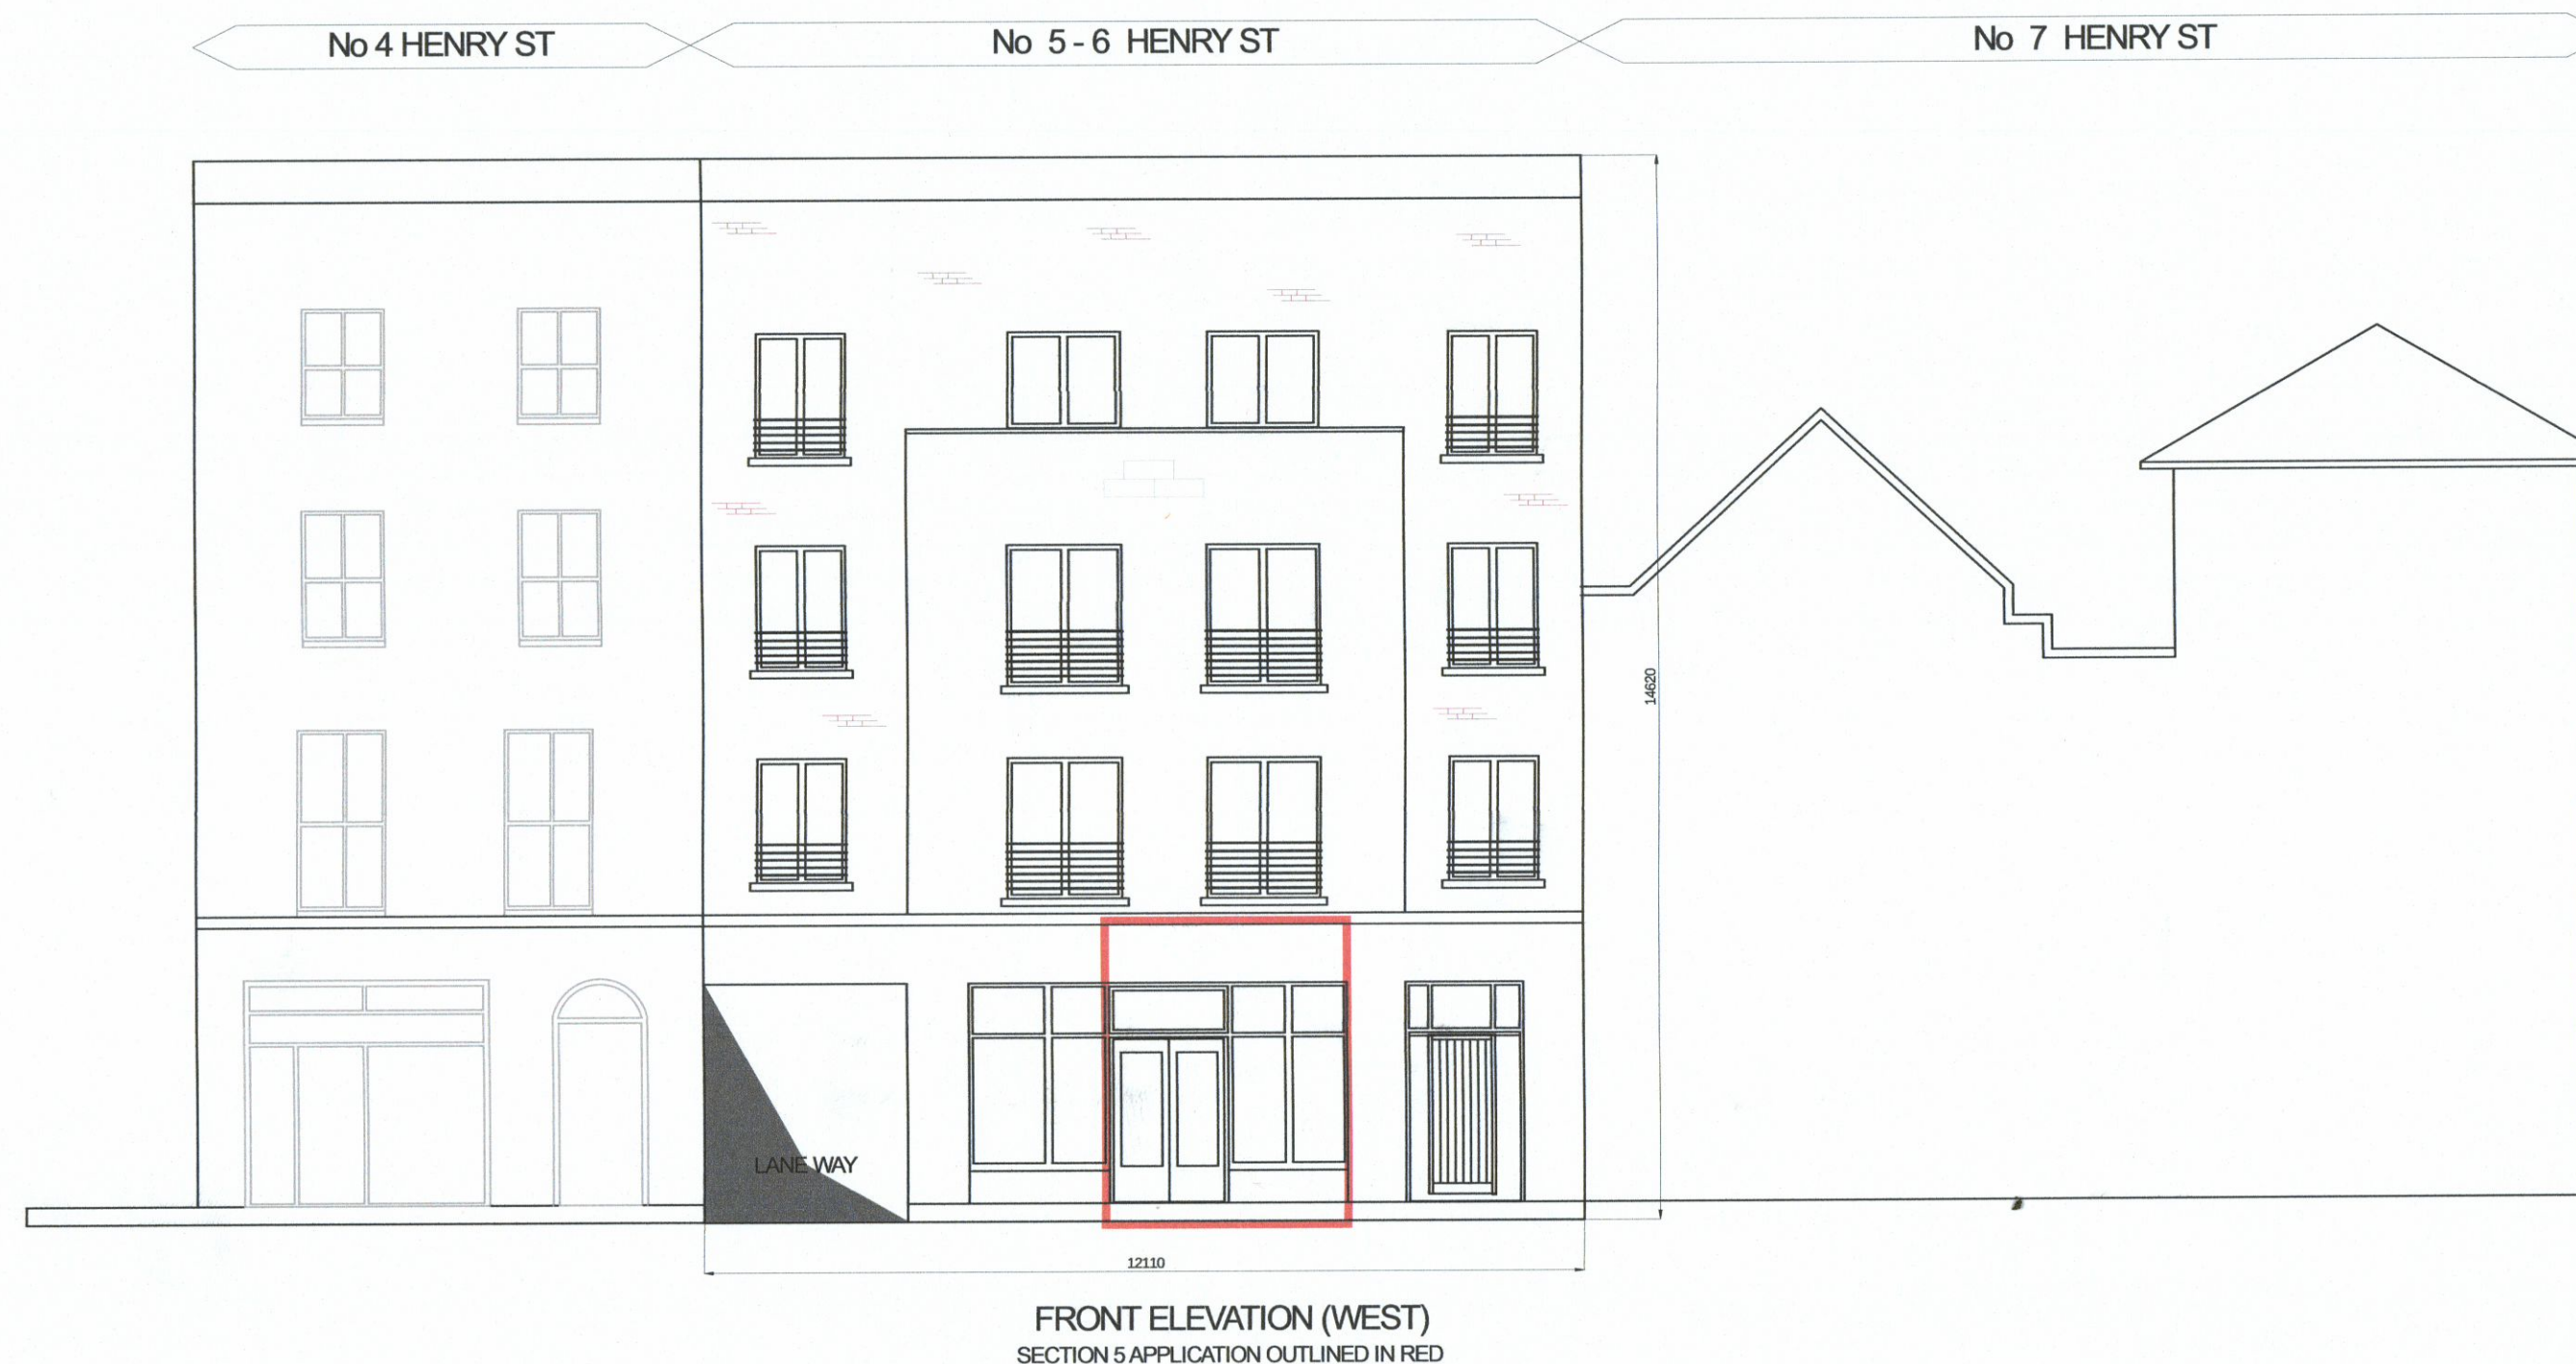 No 4 HENRY ST
No 5 - 6 HENRY ST
No 7 HENRY ST
14620
LANE WAY
12110
FRONT ELEVATION (WEST)
SECTION 5 APPLICATION OUTLINED IN RED